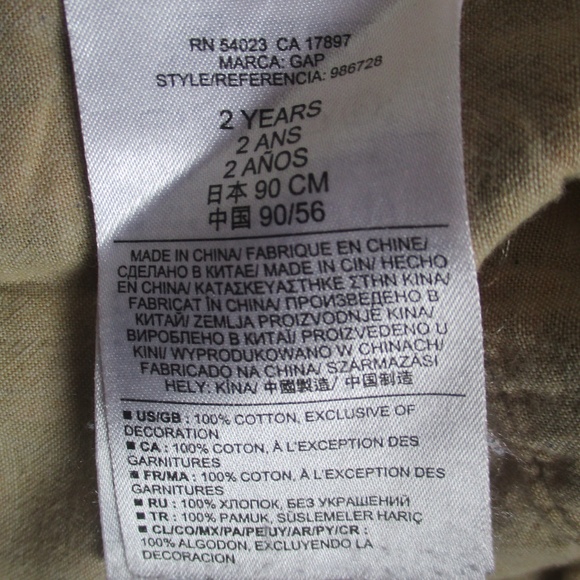 RN 54023 CA 17897
MARCA: GAP
STYLE/REFERENCIA: 986728
2 YEARS
2 ANS
2 AÑOS
日本 90 CM
中国 90/56
MADE IN CHINA/ FABRIQUE EN CHINE/
СДЕЛАНО В КИТАЕ/ MADE IN CIN/ HECHO
EN CHINA/ ΚΑΤΑΣΚΕΥΑΣΤΗΚΕ ΣΤΗΝ ΚΙΝΑ/
FABRICAT ÎN CHINA/ ПРОИЗВЕДЕНО В
КИТАЙ/ ZEMLJA PROIZVODNJE KINA/
ВИРОБЛЕНО В КИТАЇ/ PROIZVEDENO U
KINI/ WYPRODUKOWANO W CHINACH/
FABRICADO NA CHINA/ SZÁRMAZÁSI
HELY: KÍNA/ 中國製造/ 中国制造
■ US/GB : 100% COTTON, EXCLUSIVE OF
DECORATION
■ CA : 100% COTON, À L'EXCEPTION DES
GARNITURES
■ FR/MA : 100% COTON, À L'EXCEPTION DES
GARNITURES
■ RU : 100% ХЛОПОК, БЕЗ УКРАШЕНИЙ
■ TR : 100% PAMUK, SÜSLEMELER HARİÇ
■ CL/CO/MX/PA/PE/UY/AR/PY/CR :
100% ALGODON, EXCLUYENDO LA
DECORACION